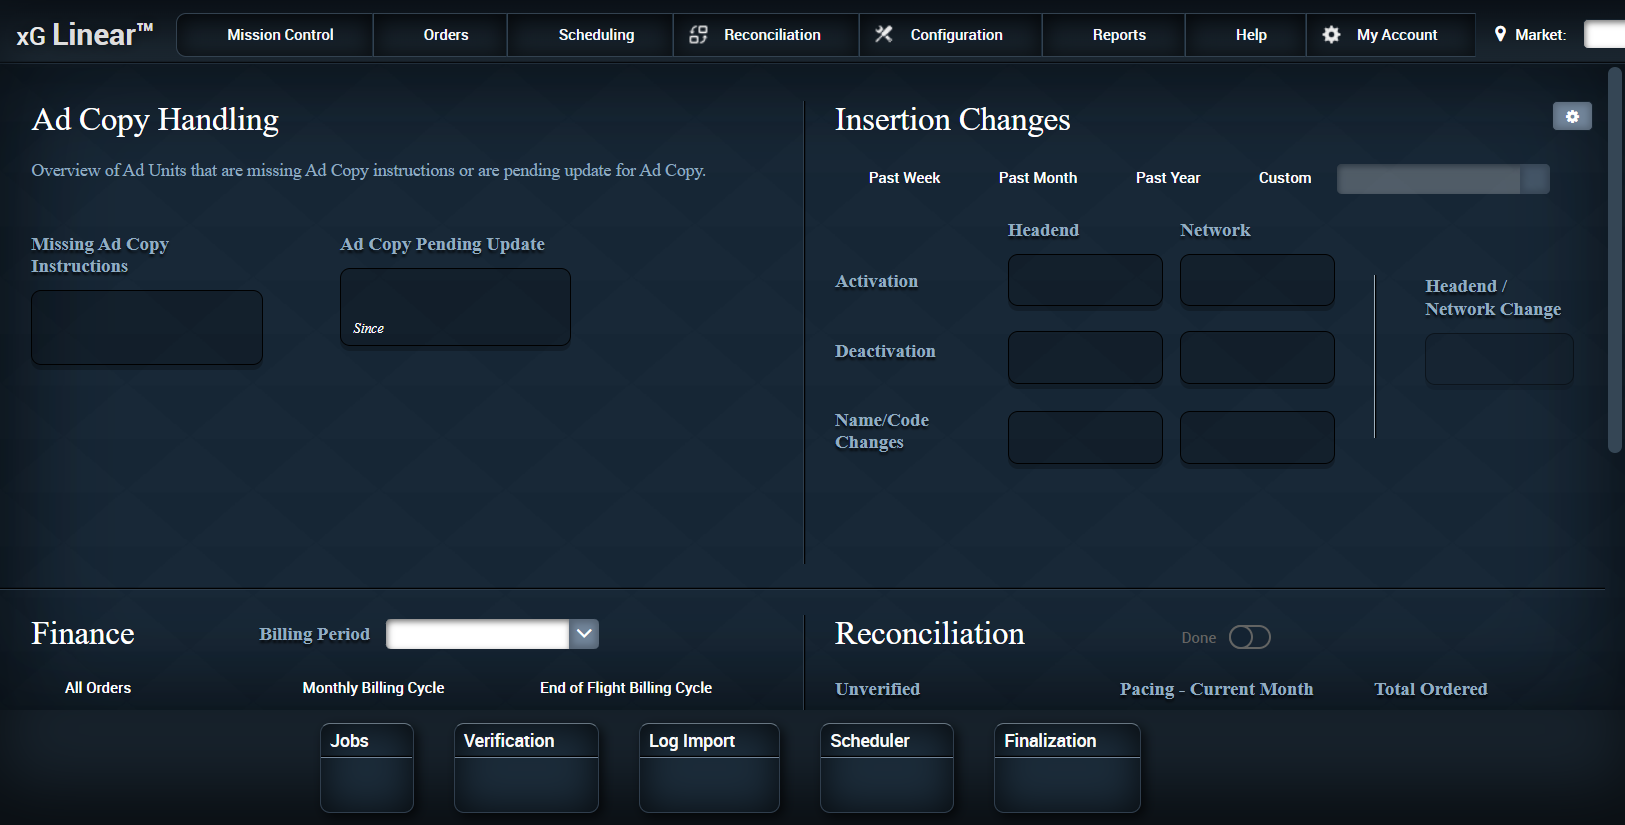 xG Linear™
Mission Control
Orders
Scheduling
Reconciliation
Configuration
Reports
Help
My Account
Market:
Ad Copy Handling
Overview of Ad Units that are missing Ad Copy instructions or are pending update for Ad Copy.
Missing Ad Copy
Instructions
Ad Copy Pending Update
Since
Insertion Changes
Past Week
Past Month
Past Year
Custom
Headend
Network
Activation
Deactivation
Name/Code
Changes
Headend /
Network Change
Finance
Billing Period
All Orders
Monthly Billing Cycle
End of Flight Billing Cycle
Reconciliation
Done
Unverified
Pacing - Current Month
Total Ordered
Jobs
Verification
Log Import
Scheduler
Finalization